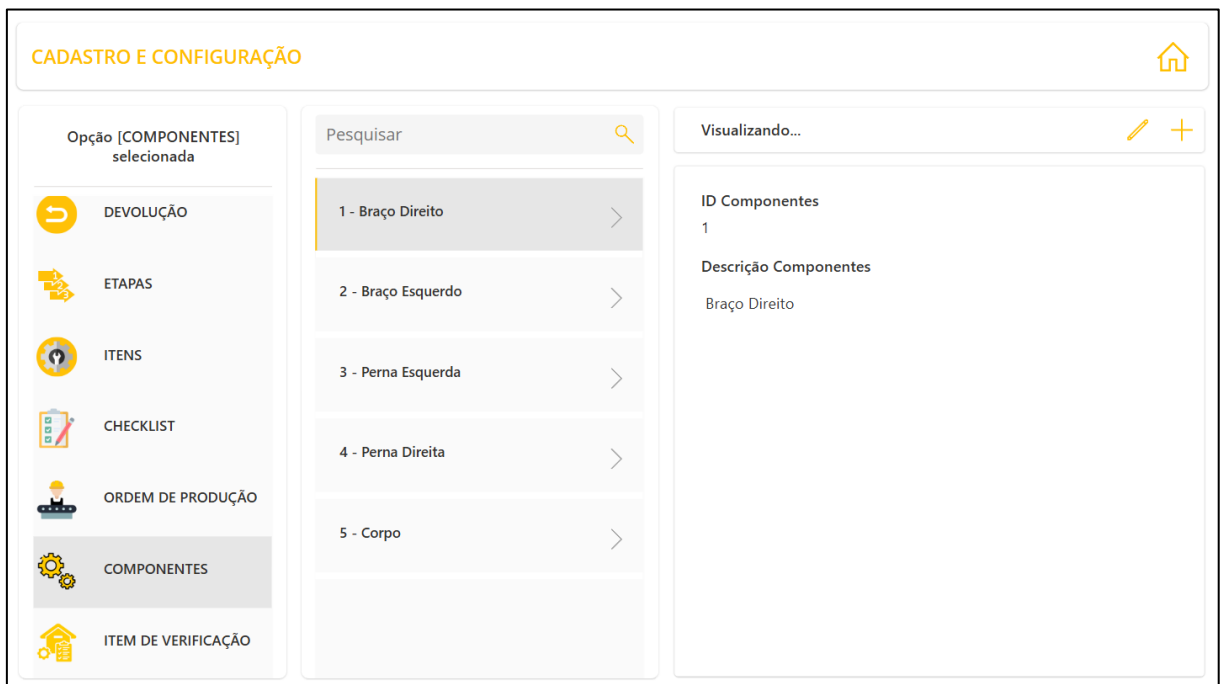 CADASTRO E CONFIGURAÇÃO
Opção [COMPONENTES]
selecionada
DEVOLUÇÃO
ETAPAS
ITENS
CHECKLIST
ORDEM DE PRODUÇÃO
COMPONENTES
ITEM DE VERIFICAÇÃO
Pesquisar
1 - Braço Direito
2 - Braço Esquerdo
3 - Perna Esquerda
4 - Perna Direita
5 - Corpo
Visualizando...
ID Componentes
1
Descrição Componentes
Braço Direito